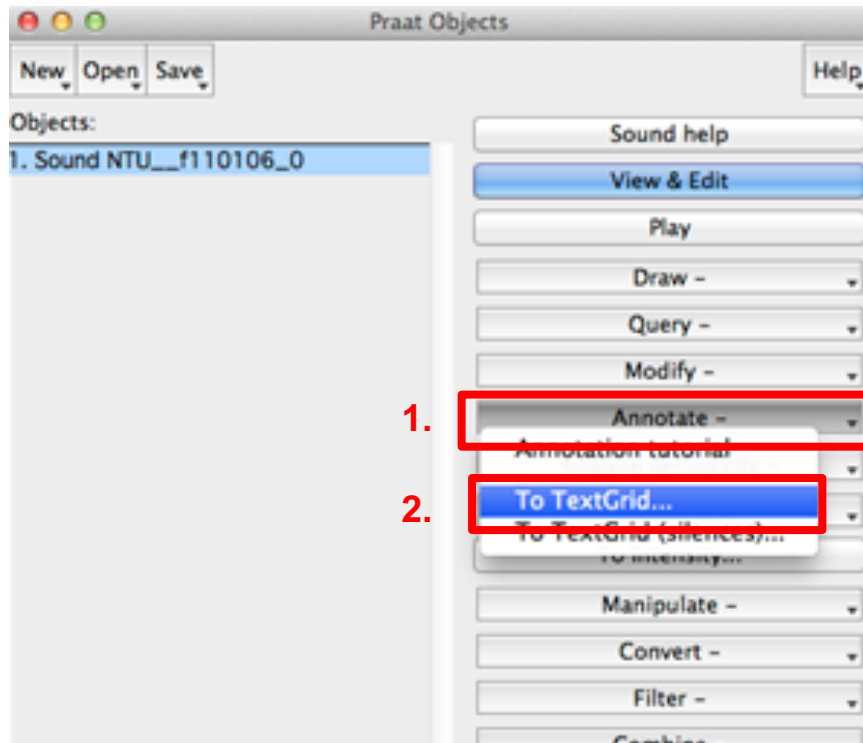 Praat Objects
New Open Save Help
Objects:
1. Sound NTU__f110106_0
Sound help
View & Edit
Play
Draw -
Query -
Modify -
1. Annotate -
Annotation tutorial
2. To TextGrid...
To TextGrid (silences)...
To Intensity...
Manipulate -
Convert -
Filter -
Combine -